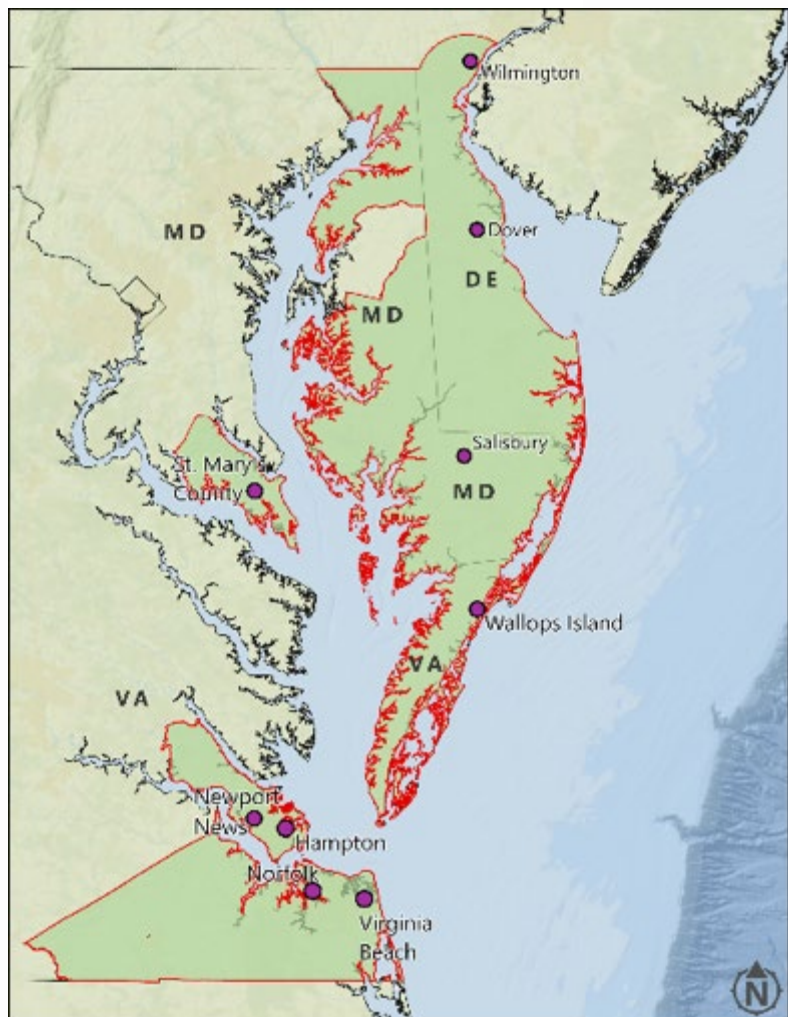 Wilmington
MD
Dover
DE
MD
Salisbury
St. Mary's
County
MD
Wallops Island
VA
VA
Newport
News
Hampton
Norfolk
Virginia
Beach
N